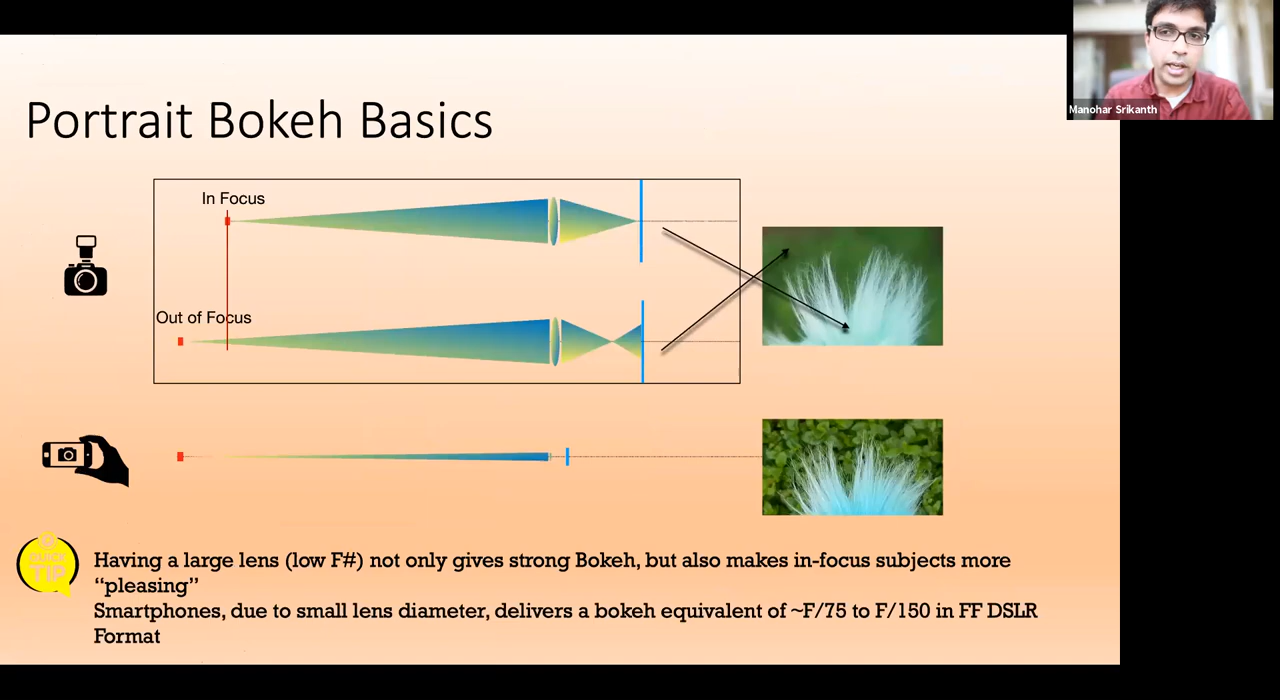 Manohar Srikanth
Portrait Bokeh Basics
In Focus
Out of Focus
QUICK
TIP
Having a large lens (low F#) not only gives strong Bokeh, but also makes in-focus subjects more
“pleasing”
Smartphones, due to small lens diameter, delivers a bokeh equivalent of ~F/75 to F/150 in FF DSLR
Format